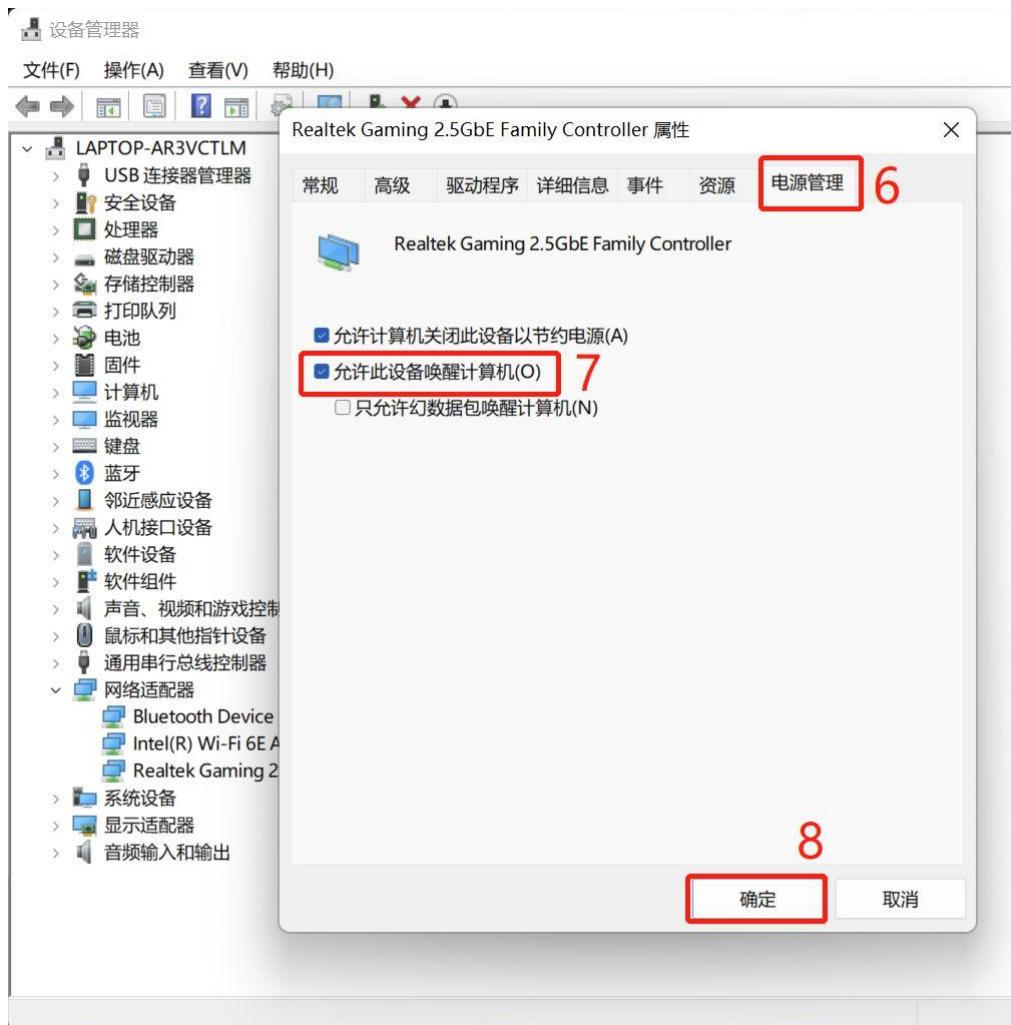 设备管理器
文件(F) 操作(A) 查看(V) 帮助(H)
Realtek Gaming 2.5GbE Family Controller 属性
LAPTOP-AR3VCTLM
USB 连接器管理器
安全设备
处理器
磁盘驱动器
存储控制器
打印队列
电池
固件
计算机
监视器
键盘
蓝牙
邻近感应设备
人机接口设备
软件设备
软件组件
声音、视频和游戏控制
鼠标和其他指针设备
通用串行总线控制器
网络适配器
Bluetooth Device
Intel(R) Wi-Fi 6E A
Realtek Gaming 2
系统设备
显示适配器
音频输入和输出
常规 高级 驱动程序 详细信息 事件 资源 电源管理 6
Realtek Gaming 2.5GbE Family Controller
允许计算机关闭此设备以节约电源(A)
允许此设备唤醒计算机(O) 7
只允许幻数据包唤醒计算机(N)
8
确定 取消